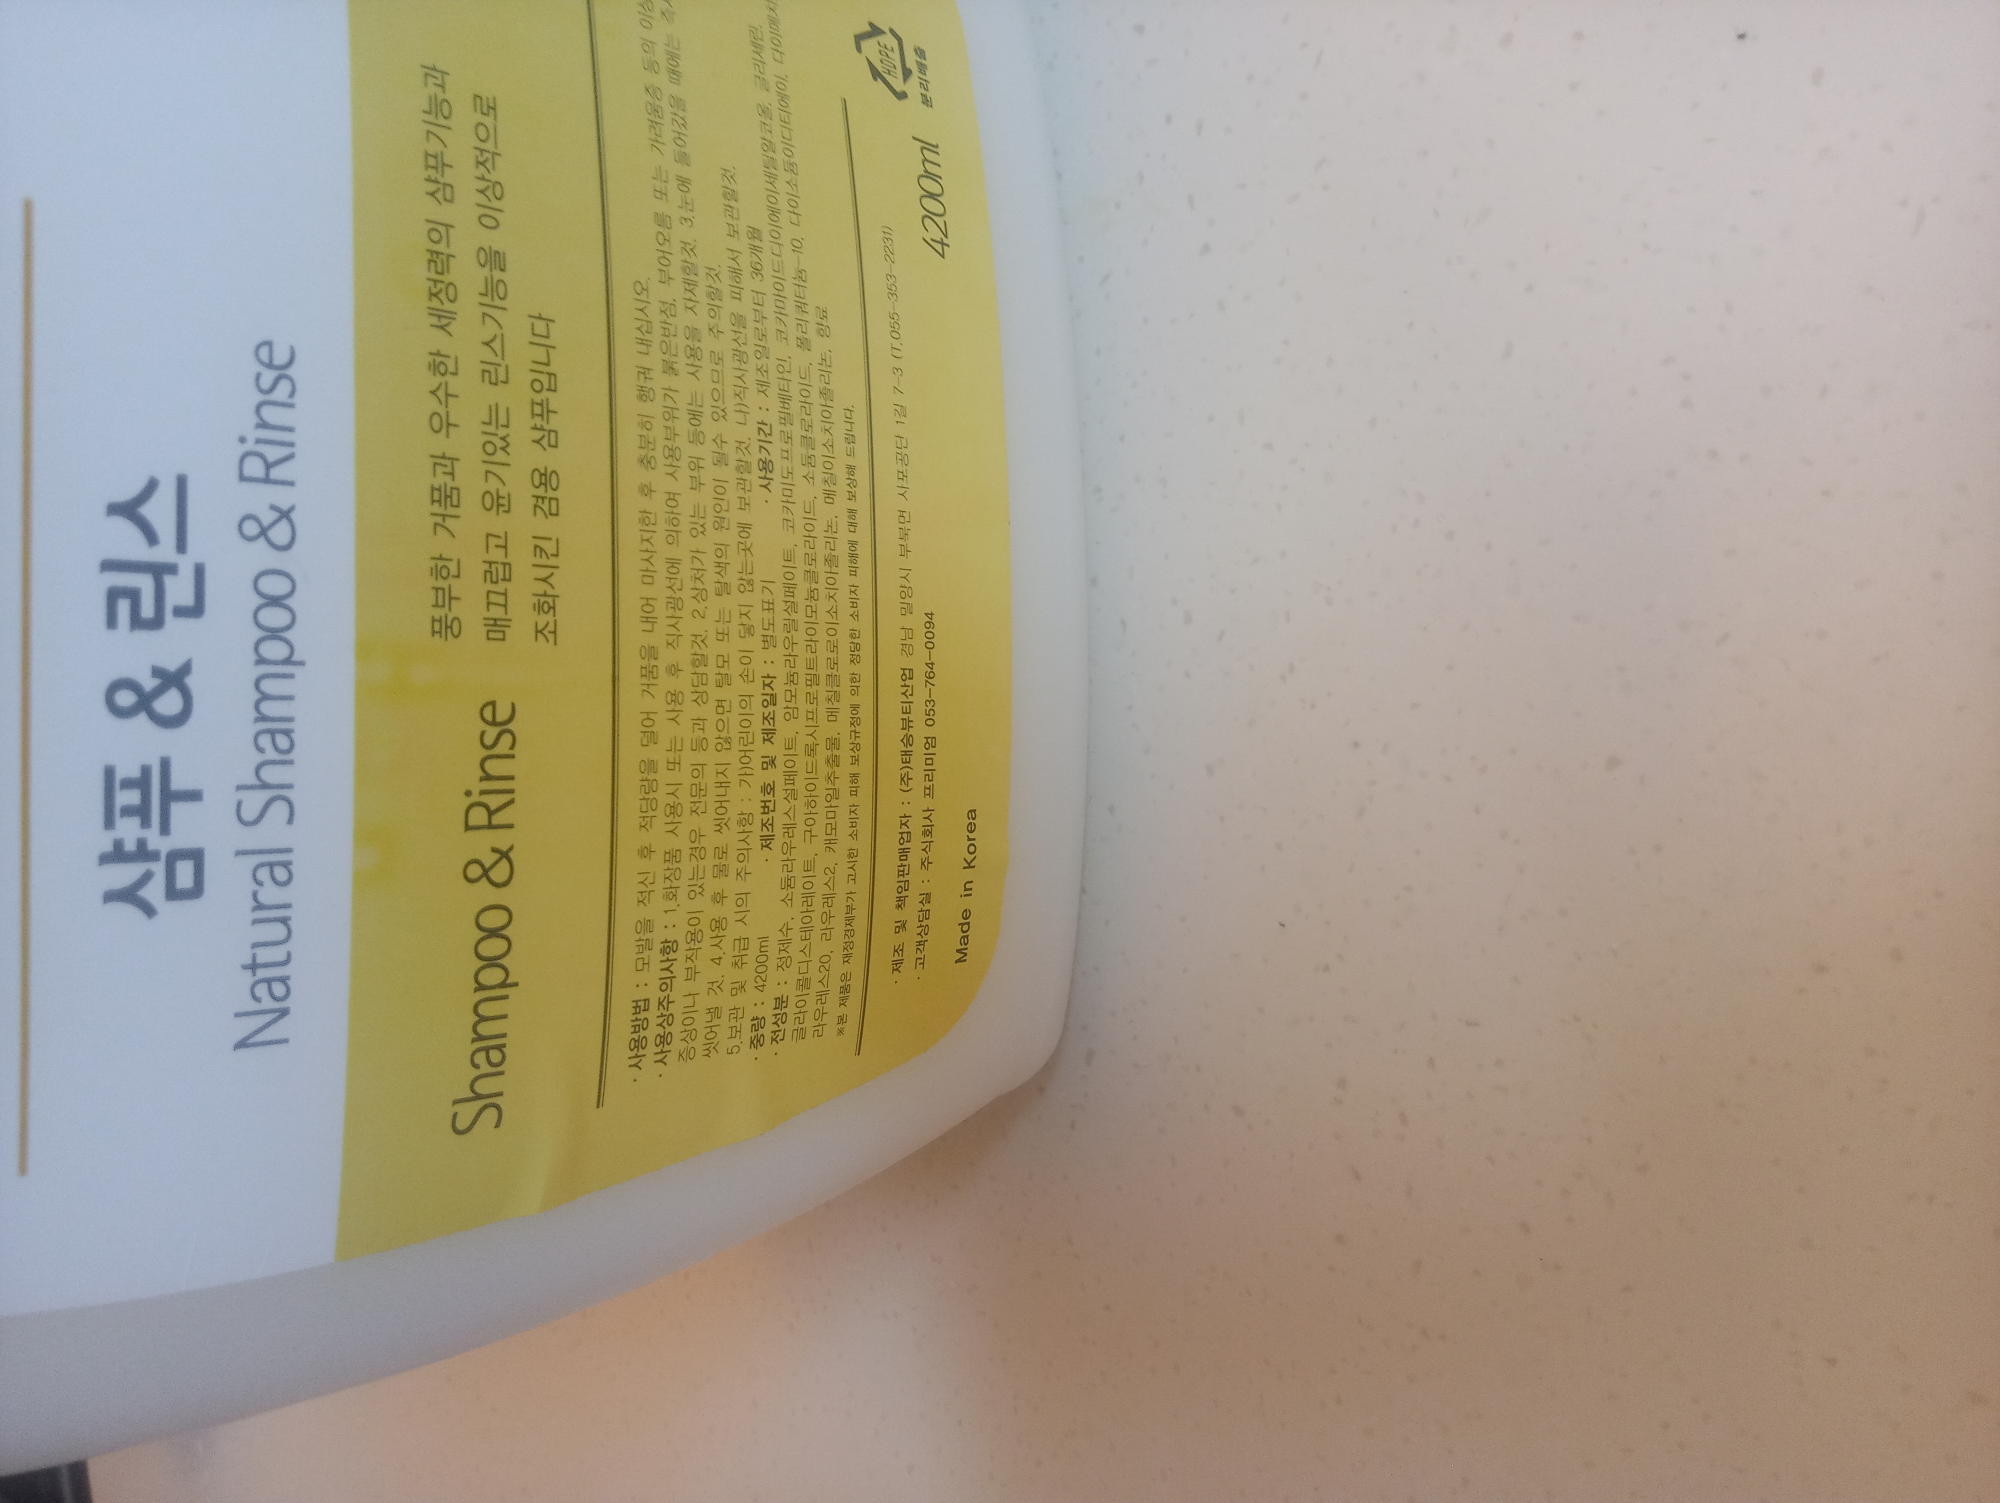 샴푸 & 린스
Natural Shampoo & Rinse
Shampoo & Rinse
풍부한 거품과 우수한 세정력의 샴푸기능과
매끄럽고 윤기있는 린스기능을 이상적으로
조화시킨 겸용 샴푸입니다
· 사용방법 : 모발을 적신 후 적당량을 덜어 거품을 내어 마사지한 후 충분히 헹궈 내십시오.
· 사용상주의사항 : 1.화장품 사용시 또는 사용 후 직사광선에 의하여 사용부위가 붉은반점, 부어오름 또는 가려움증 등의 이상
증상이나 부작용이 있는경우 전문의 등과 상담할것. 2.상처가 있는 부위 등에는 사용을 자제할것. 3.눈에 들어갔을 때에는 즉시
씻어낼 것. 4.사용 후 물로 씻어내지 않으면 탈모 또는 탈색의 원인이 될수 있으므로 주의할것.
5.보관 및 취급 시의 주의사항 : 가)어린이의 손이 닿지 않는곳에 보관할것. 나)직사광선을 피해서 보관할것.
· 중량 : 4200ml · 제조번호 및 제조일자 : 별도표기 · 사용기간 : 제조일로부터 36개월
· 전성분 : 정제수, 소듐라우레스설페이트, 암모늄라우릴설페이트, 코카미도프로필베타인, 코카마이드디이에이,세틸알코올, 글리세린,
글라이콜디스테아레이트, 구아하이드록시프로필트라이모늄클로라이드, 소듐클로라이드, 폴리쿼터늄-10, 다이소듐이디티에이,
라우레스20, 라우레스2, 캐모마일추출물, 메칠클로로이소치아졸리논, 메칠이소치아졸리논, 향료
※본 제품은 재정경제부가 고시한 소비자 피해 보상규정에 의한 정당한 소비자 피해에 대해 보상해 드립니다.
· 제조 및 책임판매업자 : (주)태승뷰티산업 경남 밀양시 부북면 사포공단 1길 7-3 (T.055-353-2231)
· 고객상담실 : 주식회사 프리미엄 053-764-0094
Made in Korea
4200ml
HDPE
분리배출